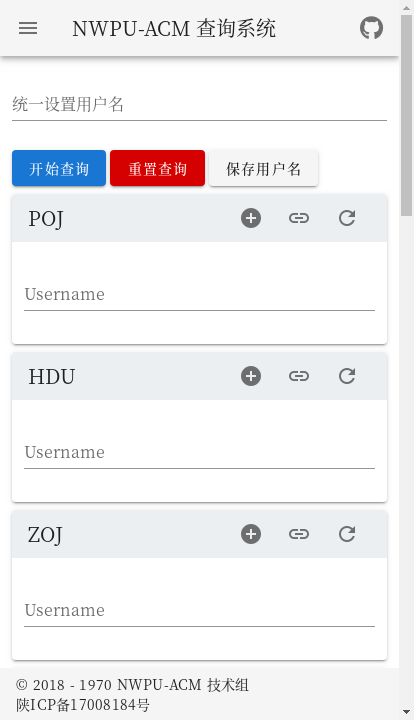 NWPU-ACM 查询系统
统一设置用户名
开始查询 重置查询 保存用户名
POJ
Username
HDU
Username
ZOJ
Username
© 2018 - 1970 NWPU-ACM 技术组
陕ICP备17008184号